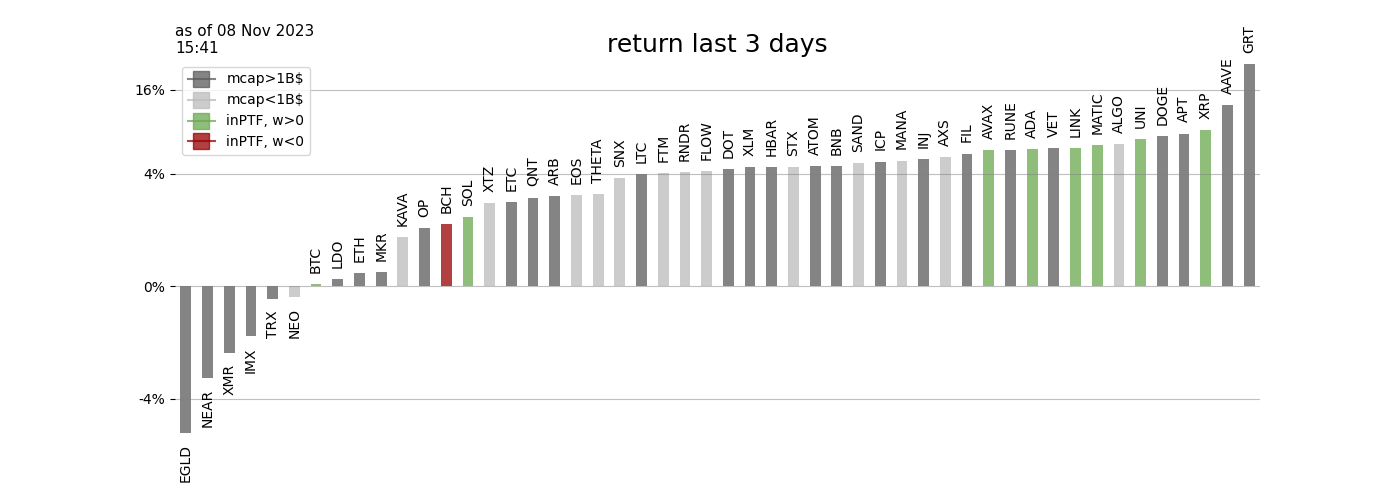 as of 08 Nov 2023
15:41
return last 3 days
mcap>1B$
mcap<1B$
inPTF, w>0
inPTF, w<0
16%
4%
0%
-4%
EGLD
NEAR
XMR
IMX
TRX
NEO
BTC
LDO
ETH
MKR
KAVA
OP
BCH
SOL
XTZ
ETC
QNT
ARB
EOS
THETA
SNX
LTC
FTM
RNDR
FLOW
DOT
XLM
HBAR
STX
ATOM
BNB
SAND
ICP
MANA
INJ
AXS
FIL
AVAX
RUNE
ADA
VET
LINK
MATIC
ALGO
UNI
DOGE
APT
XRP
AAVE
GRT